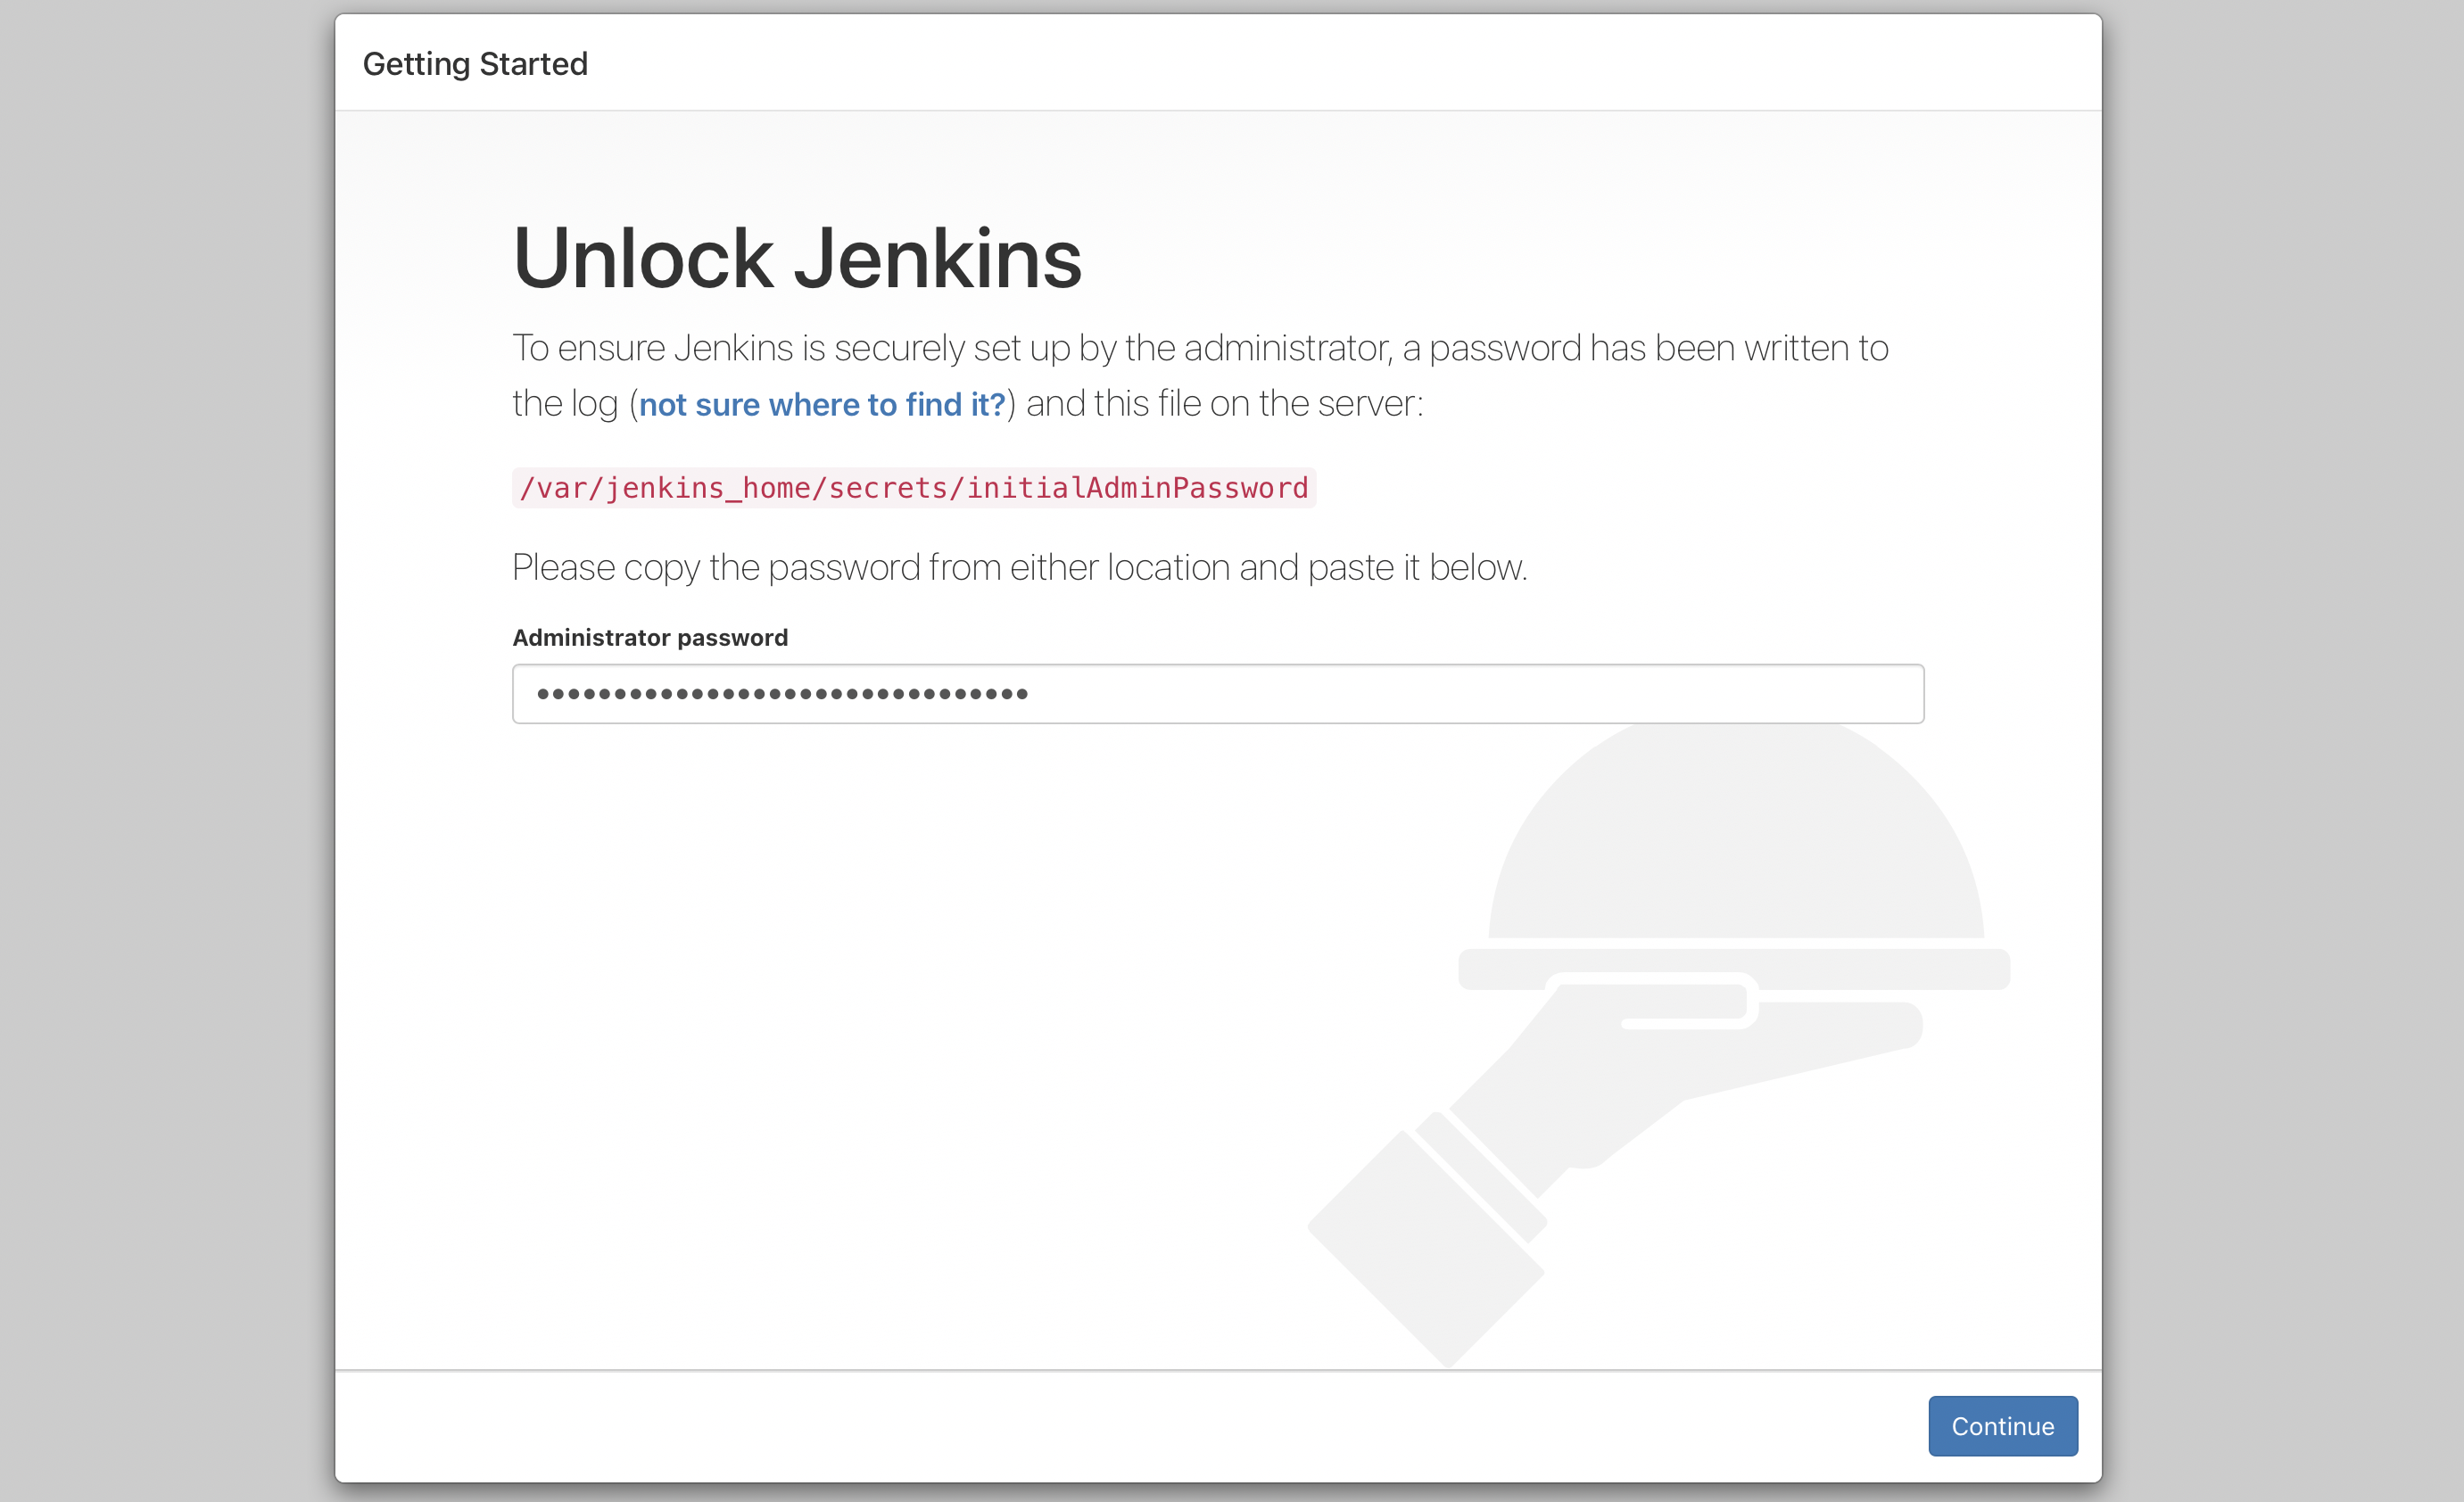 Getting Started
Unlock Jenkins
To ensure Jenkins is securely set up by the administrator, a password has been written to
the log (not sure where to find it?) and this file on the server:
/var/jenkins_home/secrets/initialAdminPassword
Please copy the password from either location and paste it below.
Administrator password
••••••••••••••••••••••••••••••••
Continue